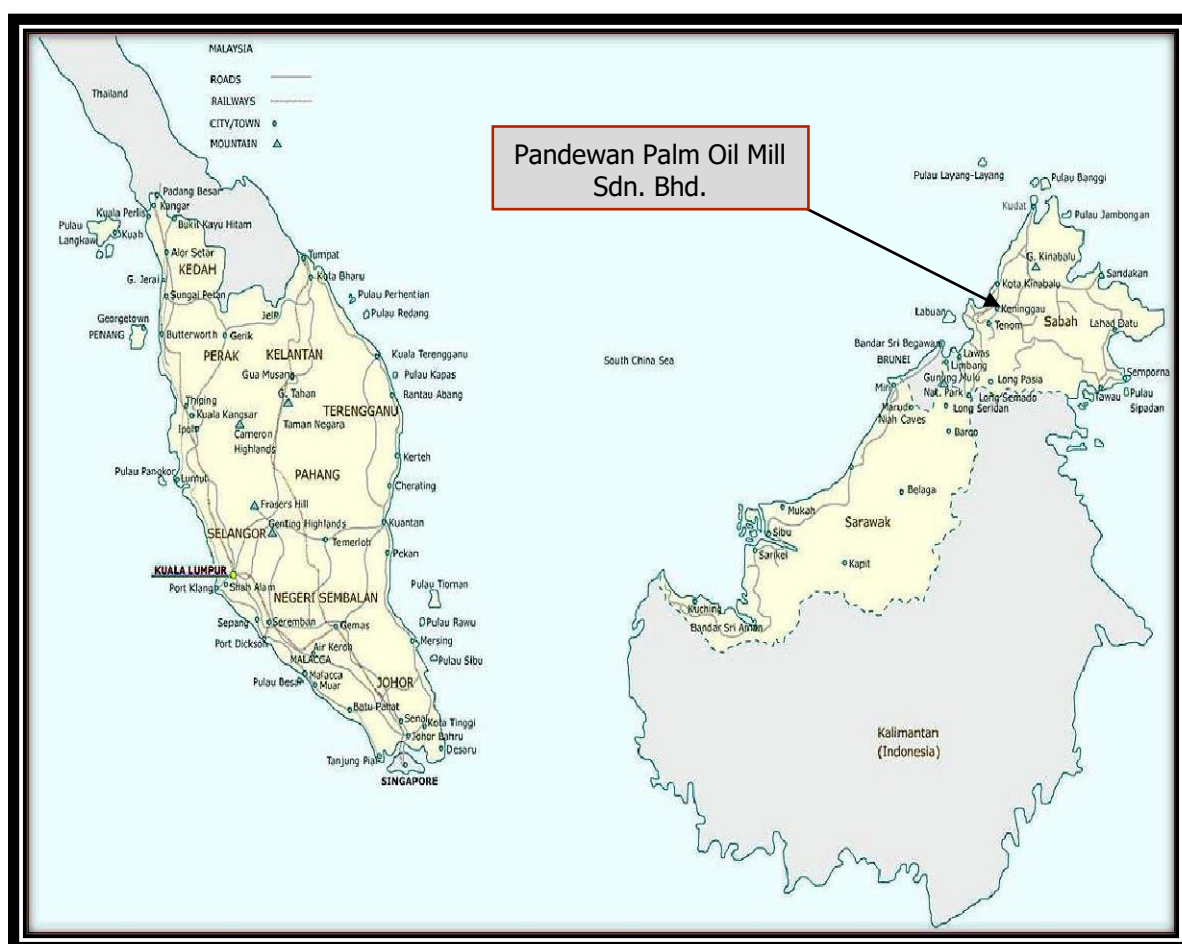 MALAYSIA
ROADS
RAILWAYS
CITY/TOWN
MOUNTAIN
Pandewan Palm Oil Mill
Sdn. Bhd.
Thailand
Padang Besar
Kangar
Kuala Perlis
Bukit Kayu Hitam
Pulau
Langkaw
Kuah
Alor Setar
KEDAH
G. Jerai
Sungai Petan
Georgetown
PENANG
Butterworth
Gerik
Jeli
Tumpat
Kota Bharu
Pulau Perhentian
Pulau Redang
PERAK
KELANTAN
Gua Musang
Kuala Terengganu
Pulau Kapas
Rantau Abang
G. Tahan
Taman Negara
TERENGGANU
Kuala Kangsar
Ipoh
Cameron
Highlands
Kerteh
Pulau Pangkor
Lumut
PAHANG
Cherating
Frasers Hill
Genting Highlands
SELANGOR
Temerloh
Kuantan
Pekan
KUALA LUMPUR
Port Klang
Shah Alam
NEGERI SEMBALAN
Pulau Tioman
Sepang
Seremban
Gemas
Pulau Rawu
Port Dickson
Air Keroh
MALACCA
Malacca
Mersing
Pulau Sibu
Pulau Besar
Muar
JOHOR
Batu Pahat
Senai
Kota Tinggi
Johor Bahru
Desaru
Tanjung Piai
SINGAPORE
South China Sea
Pulau Layang-Layang
Pulau Banggi
Kudat
Pulau Jambongan
G. Kinabalu
Sandakan
Kota Kinabalu
Keninggau
Labuan
Tenom
Sabah
Lahad Datu
Bandar Sri Begawan
BRUNEI
Lawas
Limbang
Gunung Mulu
Nat. Park
Long Pasia
Semporna
Miri
Long Semado
Tawau
Pulau
Sipadan
Marudi
Niah Caves
Long Seridan
Bareo
Belaga
Mukah
Sarawak
Sibu
Sarikei
Kapit
Kuching
Bandar Sri Aman
Kalimantan
(Indonesia)